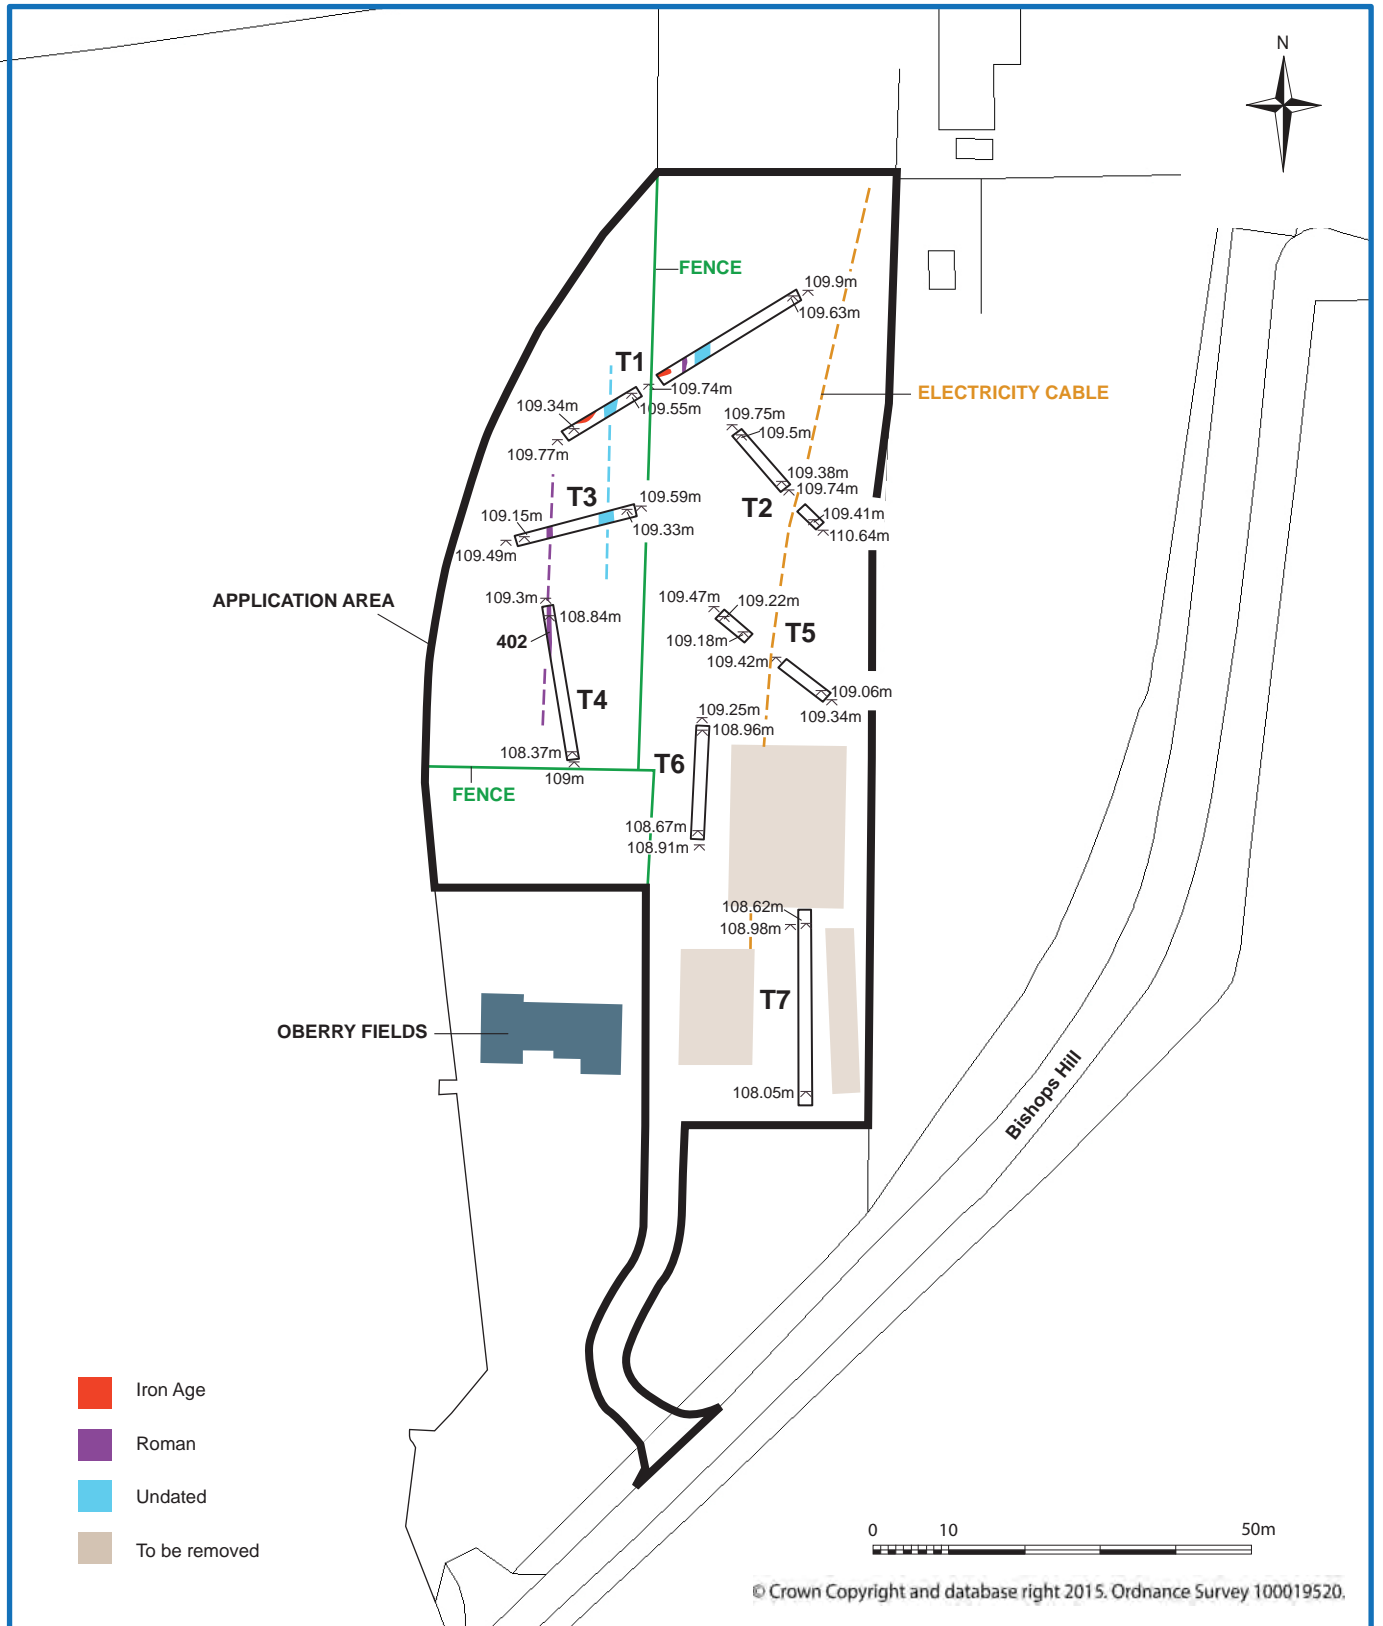 N
FENCE
109.9m
109.63m
T1
109.74m
109.55m
109.34m
109.77m
ELECTRICITY CABLE
109.75m
109.5m
109.38m
109.74m
T2
109.41m
110.64m
T3
109.59m
109.15m
109.33m
109.49m
APPLICATION AREA
109.3m
108.84m
402
109.47m
109.22m
109.18m
T5
109.42m
109.06m
109.34m
T4
109.25m
108.96m
108.37m
109m
T6
FENCE
108.67m
108.91m
108.62m
108.98m
T7
OBERRY FIELDS
108.05m
Bishops Hill
Iron Age
Roman
Undated
To be removed
0 10 50m
© Crown Copyright and database right 2015. Ordnance Survey 100019520.